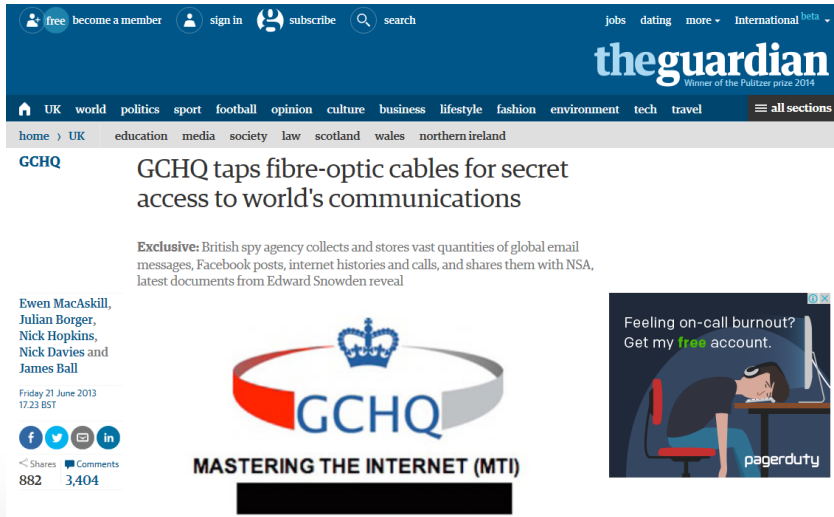 free become a member sign in subscribe search jobs dating more International beta
theguardian
Winner of the Pulitzer prize 2014
UK world politics sport football opinion culture business lifestyle fashion environment tech travel all sections
home › UK education media society law scotland wales northern ireland
GCHQ
GCHQ taps fibre-optic cables for secret
access to world's communications
Exclusive: British spy agency collects and stores vast quantities of global email
messages, Facebook posts, internet histories and calls, and shares them with NSA,
latest documents from Edward Snowden reveal
Ewen MacAskill,
Julian Borger,
Nick Hopkins,
Nick Davies and
James Ball
Friday 21 June 2013
17.23 BST
f in
Shares Comments
882 3,404
GCHQ
MASTERING THE INTERNET (MTI)
Feeling on-call burnout?
Get my free account.
pagerduty